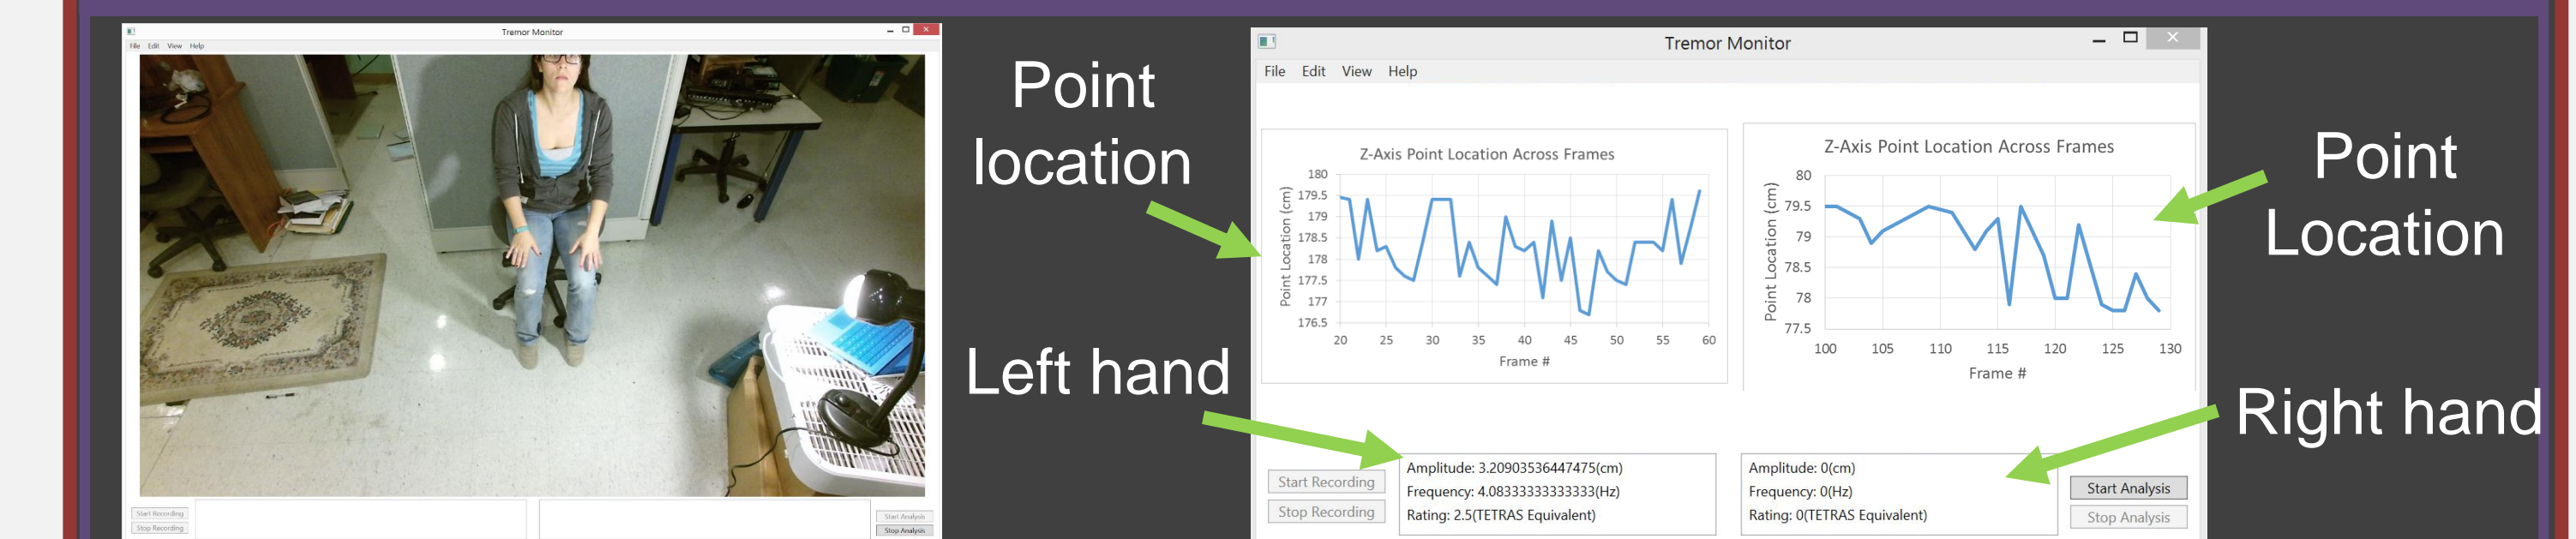 Tremor Monitor
File Edit View Help
Start Recording
Stop Recording
Start Analysis
Stop Analysis
Point
location
Left hand
Tremor Monitor
File Edit View Help
Z-Axis Point Location Across Frames
Point Location (cm)
180
179.5
179
178.5
178
177.5
177
176.5
20 25 30 35 40 45 50 55 60
Frame #
Z-Axis Point Location Across Frames
Point Location (cm)
80
79.5
79
78.5
78
77.5
100 105 110 115 120 125 130
Frame #
Start Recording
Stop Recording
Amplitude: 3.20903536447475(cm)
Frequency: 4.08333333333333(Hz)
Rating: 2.5(TETRAS Equivalent)
Amplitude: 0(cm)
Frequency: 0(Hz)
Rating: 0(TETRAS Equivalent)
Start Analysis
Stop Analysis
Point
Location
Right hand